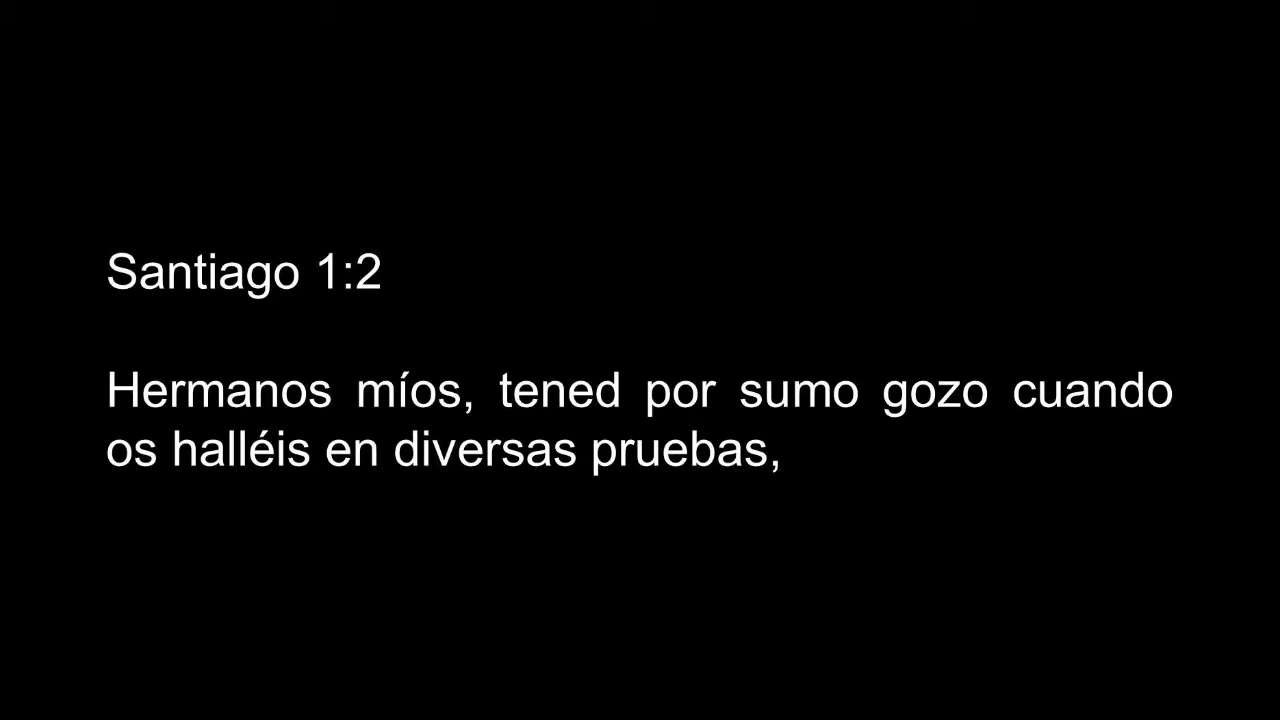 Santiago 1:2
Hermanos míos, tened por sumo gozo cuando
os halléis en diversas pruebas,